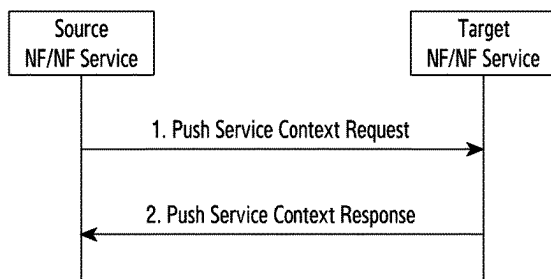 Source
NF/NF Service
Target
NF/NF Service
1. Push Service Context Request
2. Push Service Context Response